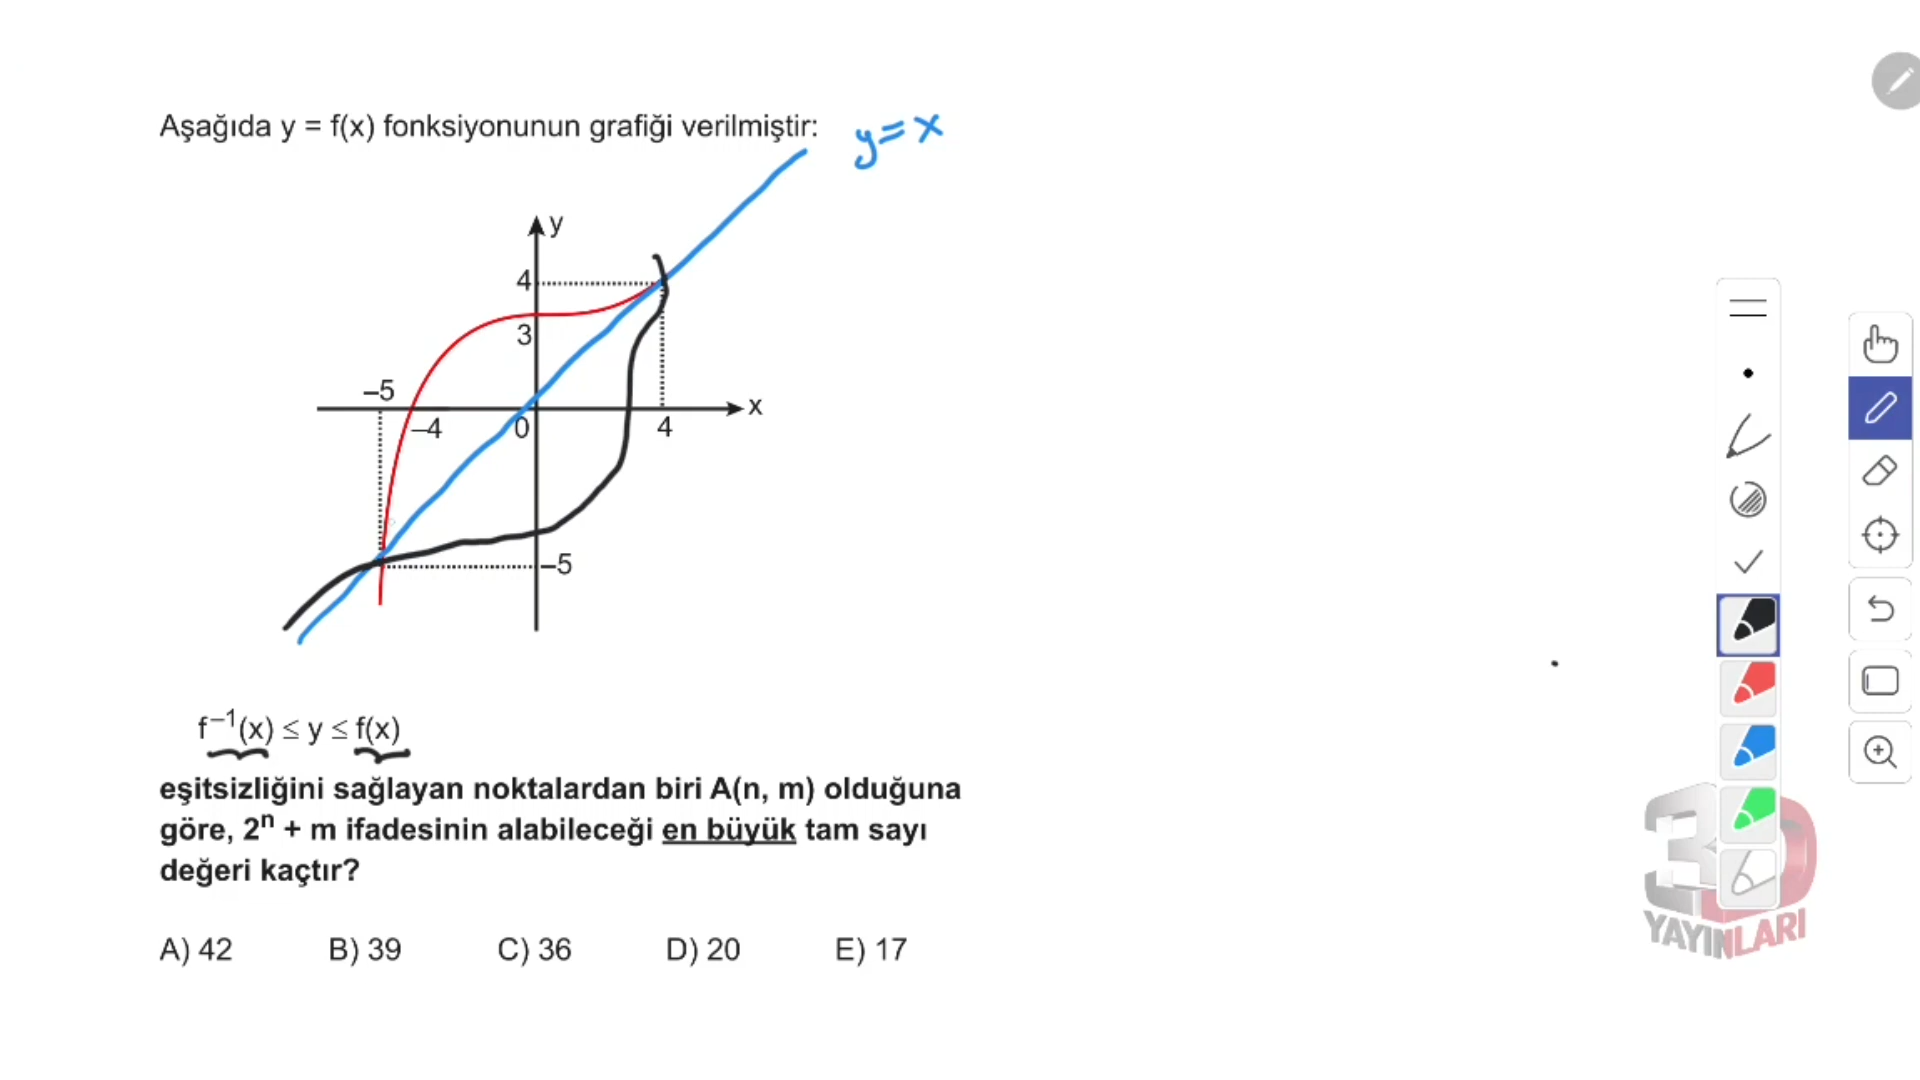 Aşağıda y = f(x) fonksiyonunun grafiği verilmiştir:
y = x
y
4
3
–5
–4
0
4
x
–5
f⁻¹(x) ≤ y ≤ f(x)
eşitsizliğini sağlayan noktalardan biri A(n, m) olduğuna
göre, 2ⁿ + m ifadesinin alabileceği en büyük tam sayı
değeri kaçtır?
A) 42 B) 39 C) 36 D) 20 E) 17
3D
YAYINLARI